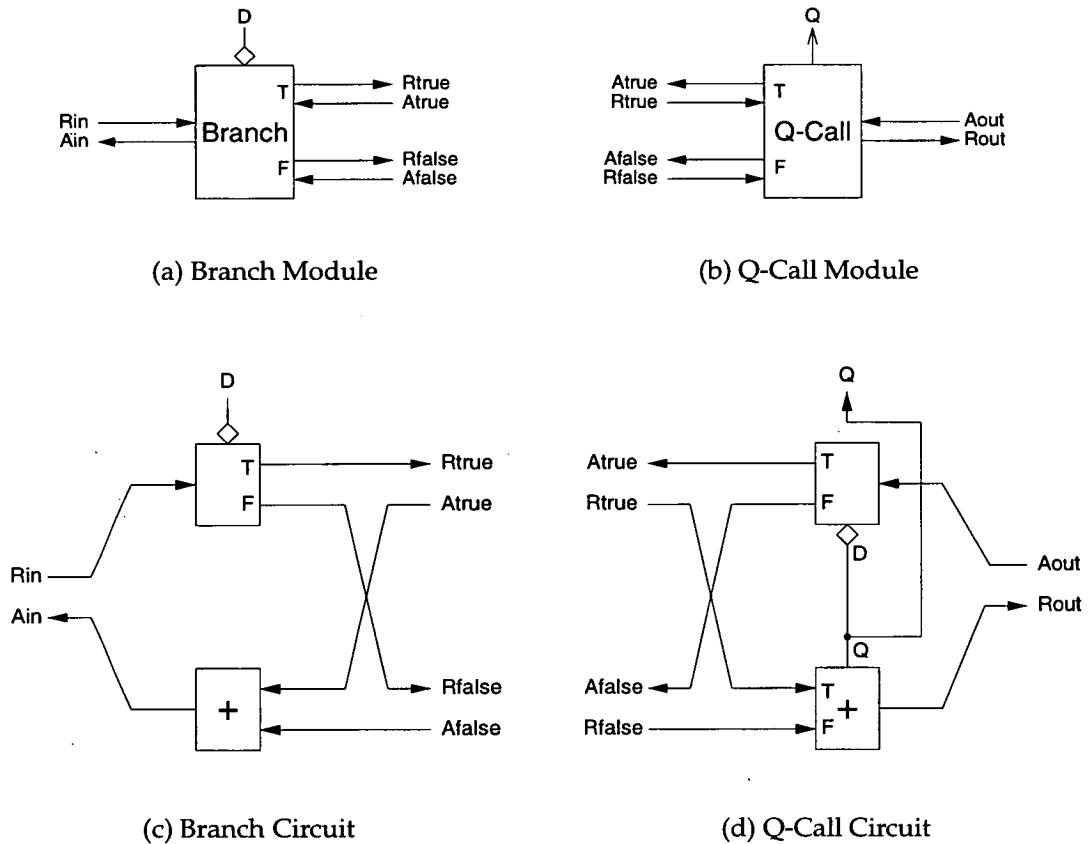 D
T
Rtrue
Atrue
Rin
Ain
Branch
F
Rfalse
Afalse
(a) Branch Module
Q
Atrue
Rtrue
T
Q-Call
Aout
Rout
Afalse
Rfalse
F
(b) Q-Call Module
D
T
F
Rtrue
Atrue
Rin
Ain
+
Rfalse
Afalse
(c) Branch Circuit
Q
Atrue
Rtrue
T
F
D
Aout
Rout
Q
Afalse
Rfalse
T
+
F
(d) Q-Call Circuit